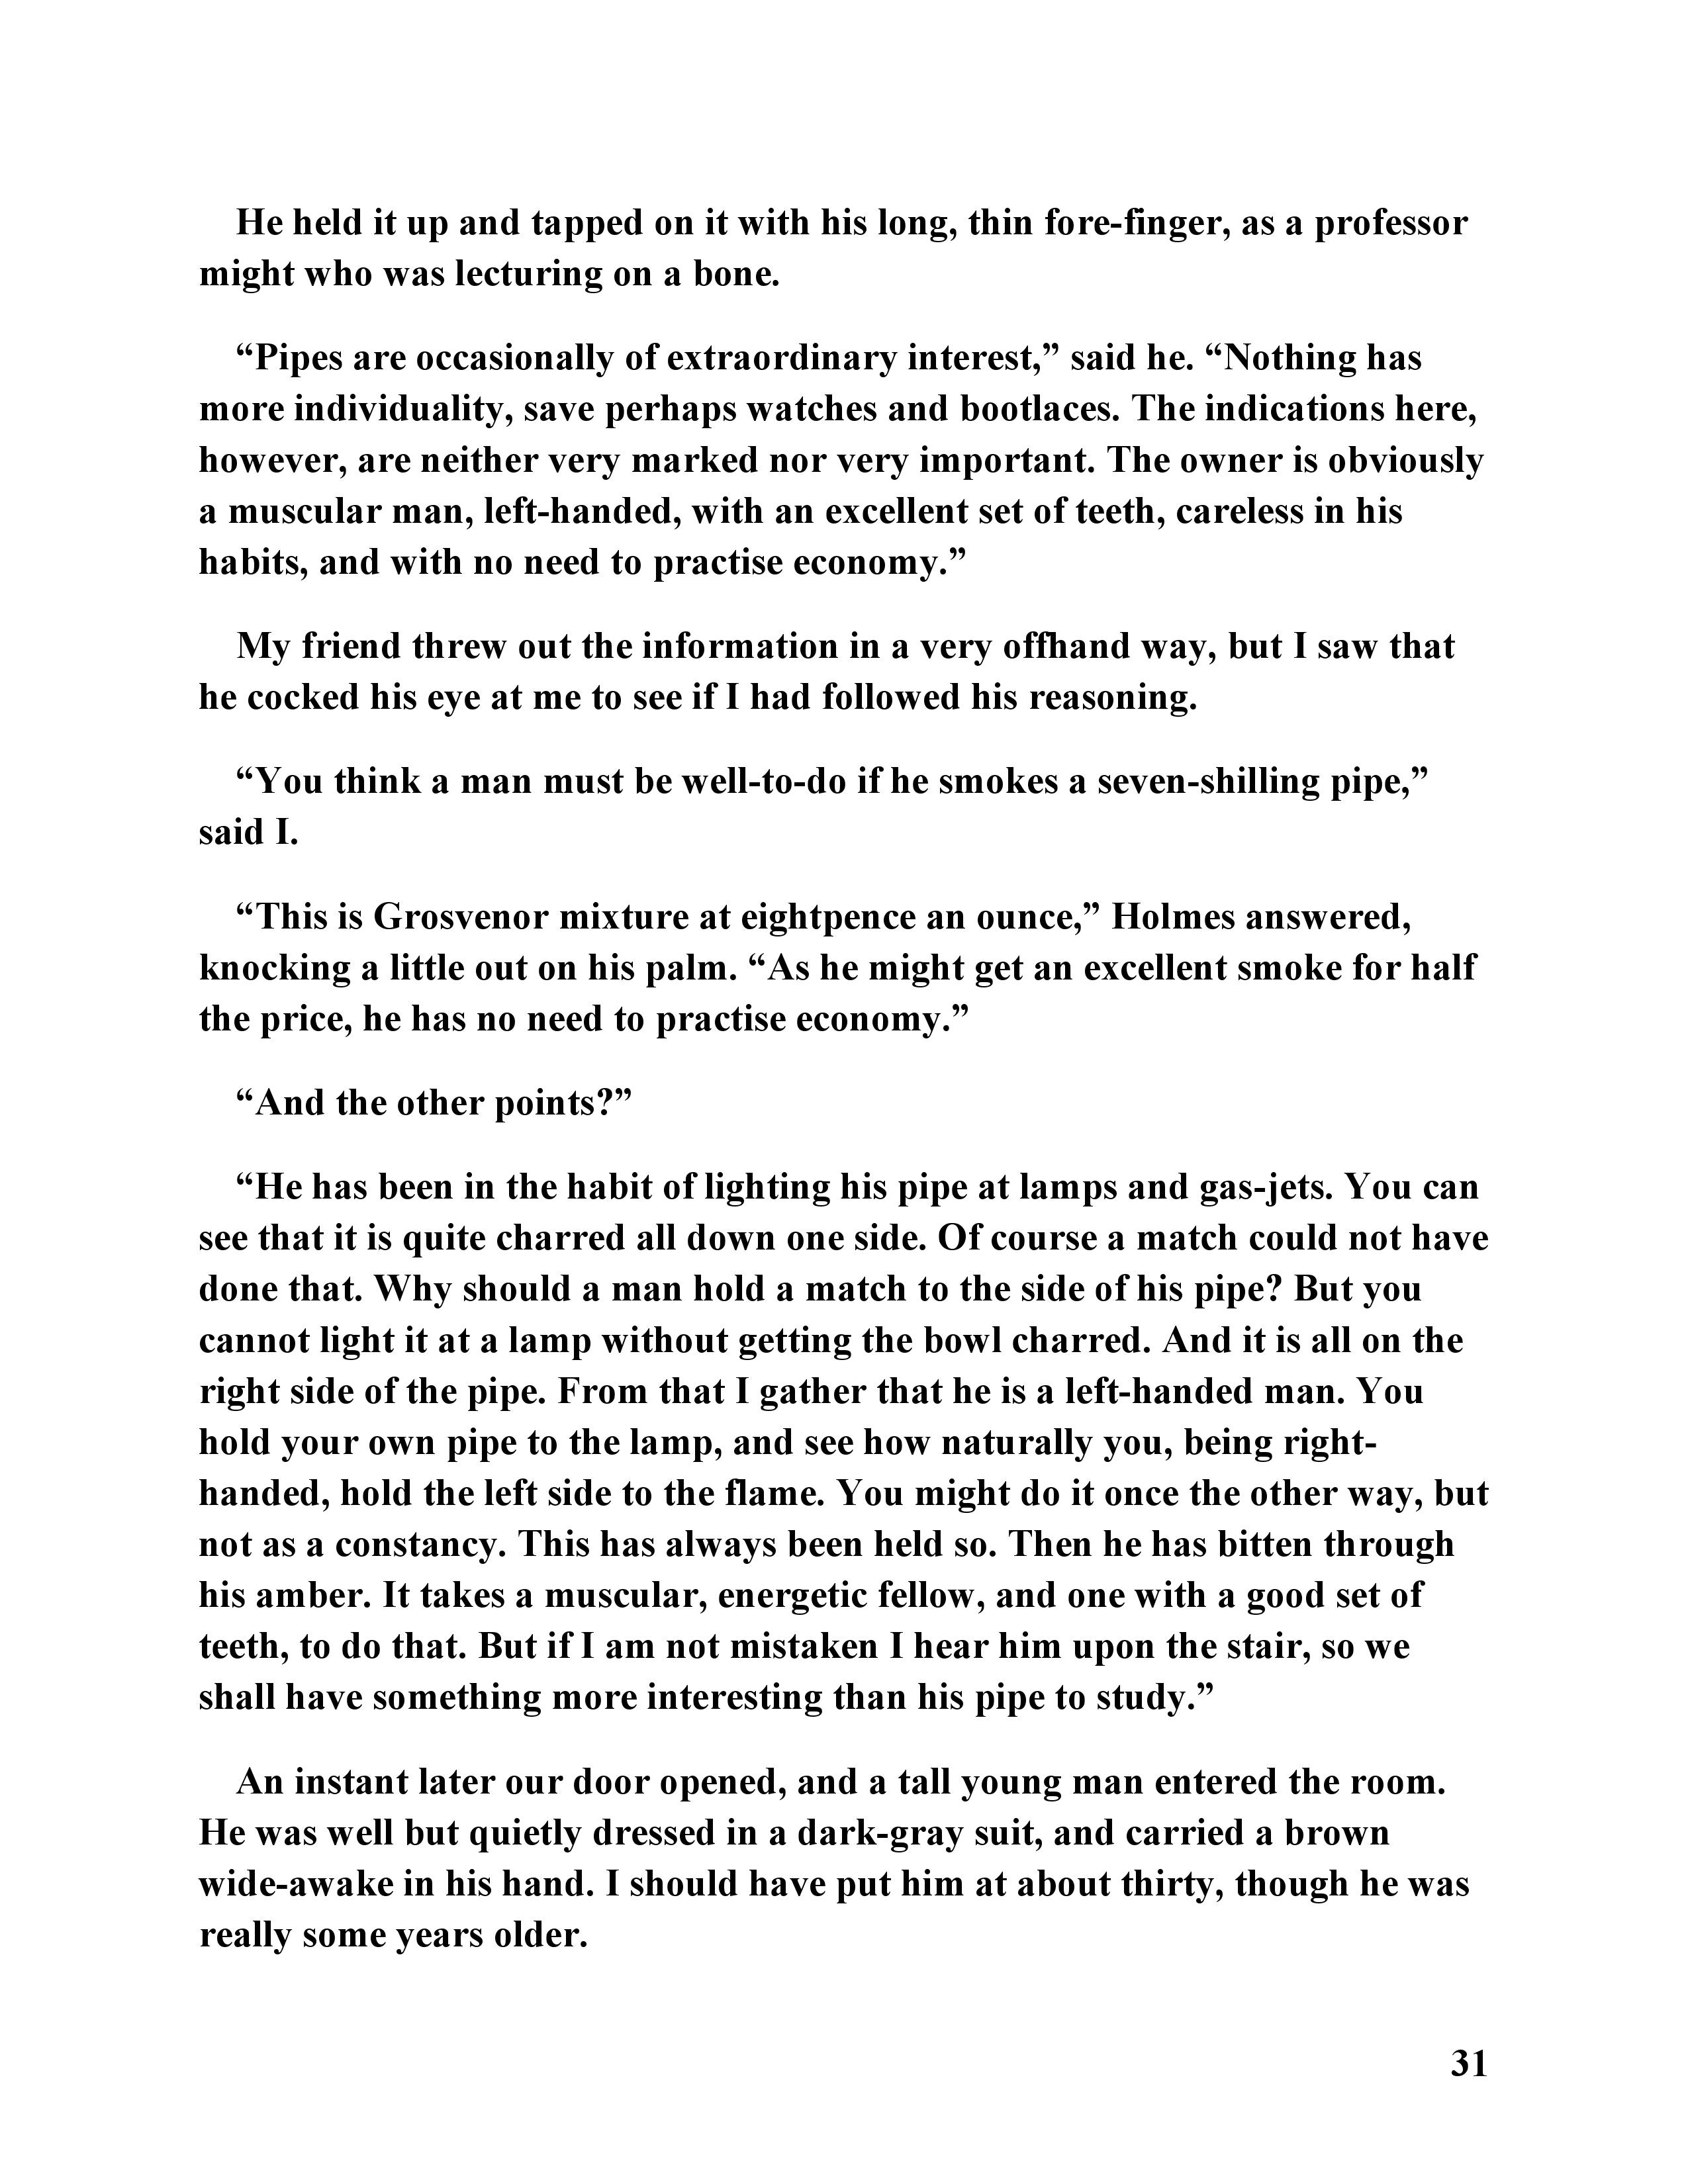 He held it up and tapped on it with his long, thin fore-finger, as a professor
might who was lecturing on a bone.
“Pipes are occasionally of extraordinary interest,” said he. “Nothing has
more individuality, save perhaps watches and bootlaces. The indications here,
however, are neither very marked nor very important. The owner is obviously
a muscular man, left-handed, with an excellent set of teeth, careless in his
habits, and with no need to practise economy.”
My friend threw out the information in a very offhand way, but I saw that
he cocked his eye at me to see if I had followed his reasoning.
“You think a man must be well-to-do if he smokes a seven-shilling pipe,”
said I.
“This is Grosvenor mixture at eightpence an ounce,” Holmes answered,
knocking a little out on his palm. “As he might get an excellent smoke for half
the price, he has no need to practise economy.”
“And the other points?”
“He has been in the habit of lighting his pipe at lamps and gas-jets. You can
see that it is quite charred all down one side. Of course a match could not have
done that. Why should a man hold a match to the side of his pipe? But you
cannot light it at a lamp without getting the bowl charred. And it is all on the
right side of the pipe. From that I gather that he is a left-handed man. You
hold your own pipe to the lamp, and see how naturally you, being right-
handed, hold the left side to the flame. You might do it once the other way, but
not as a constancy. This has always been held so. Then he has bitten through
his amber. It takes a muscular, energetic fellow, and one with a good set of
teeth, to do that. But if I am not mistaken I hear him upon the stair, so we
shall have something more interesting than his pipe to study.”
An instant later our door opened, and a tall young man entered the room.
He was well but quietly dressed in a dark-gray suit, and carried a brown
wide-awake in his hand. I should have put him at about thirty, though he was
really some years older.
31